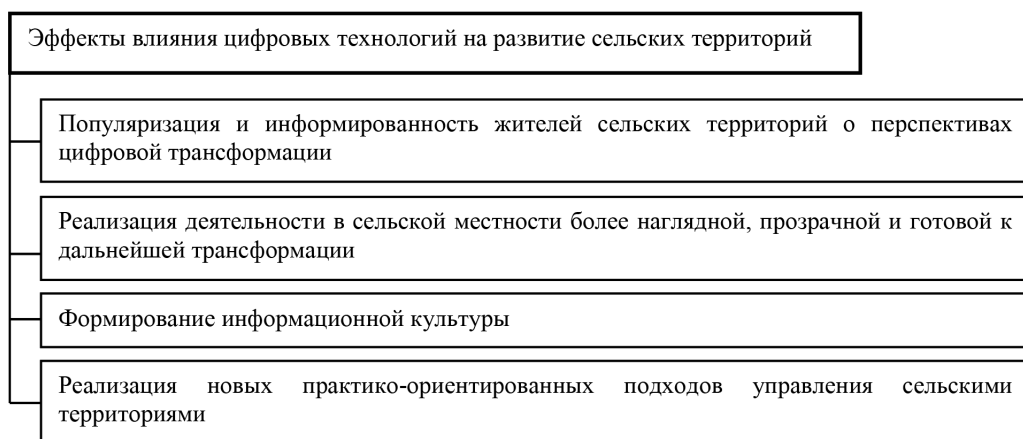 Эффекты влияния цифровых технологий на развитие сельских территорий
Популяризация и информированность жителей сельских территорий о перспективах
цифровой трансформации
Реализация деятельности в сельской местности более наглядной, прозрачной и готовой к
дальнейшей трансформации
Формирование информационной культуры
Реализация новых практико-ориентированных подходов управления сельскими
территориями